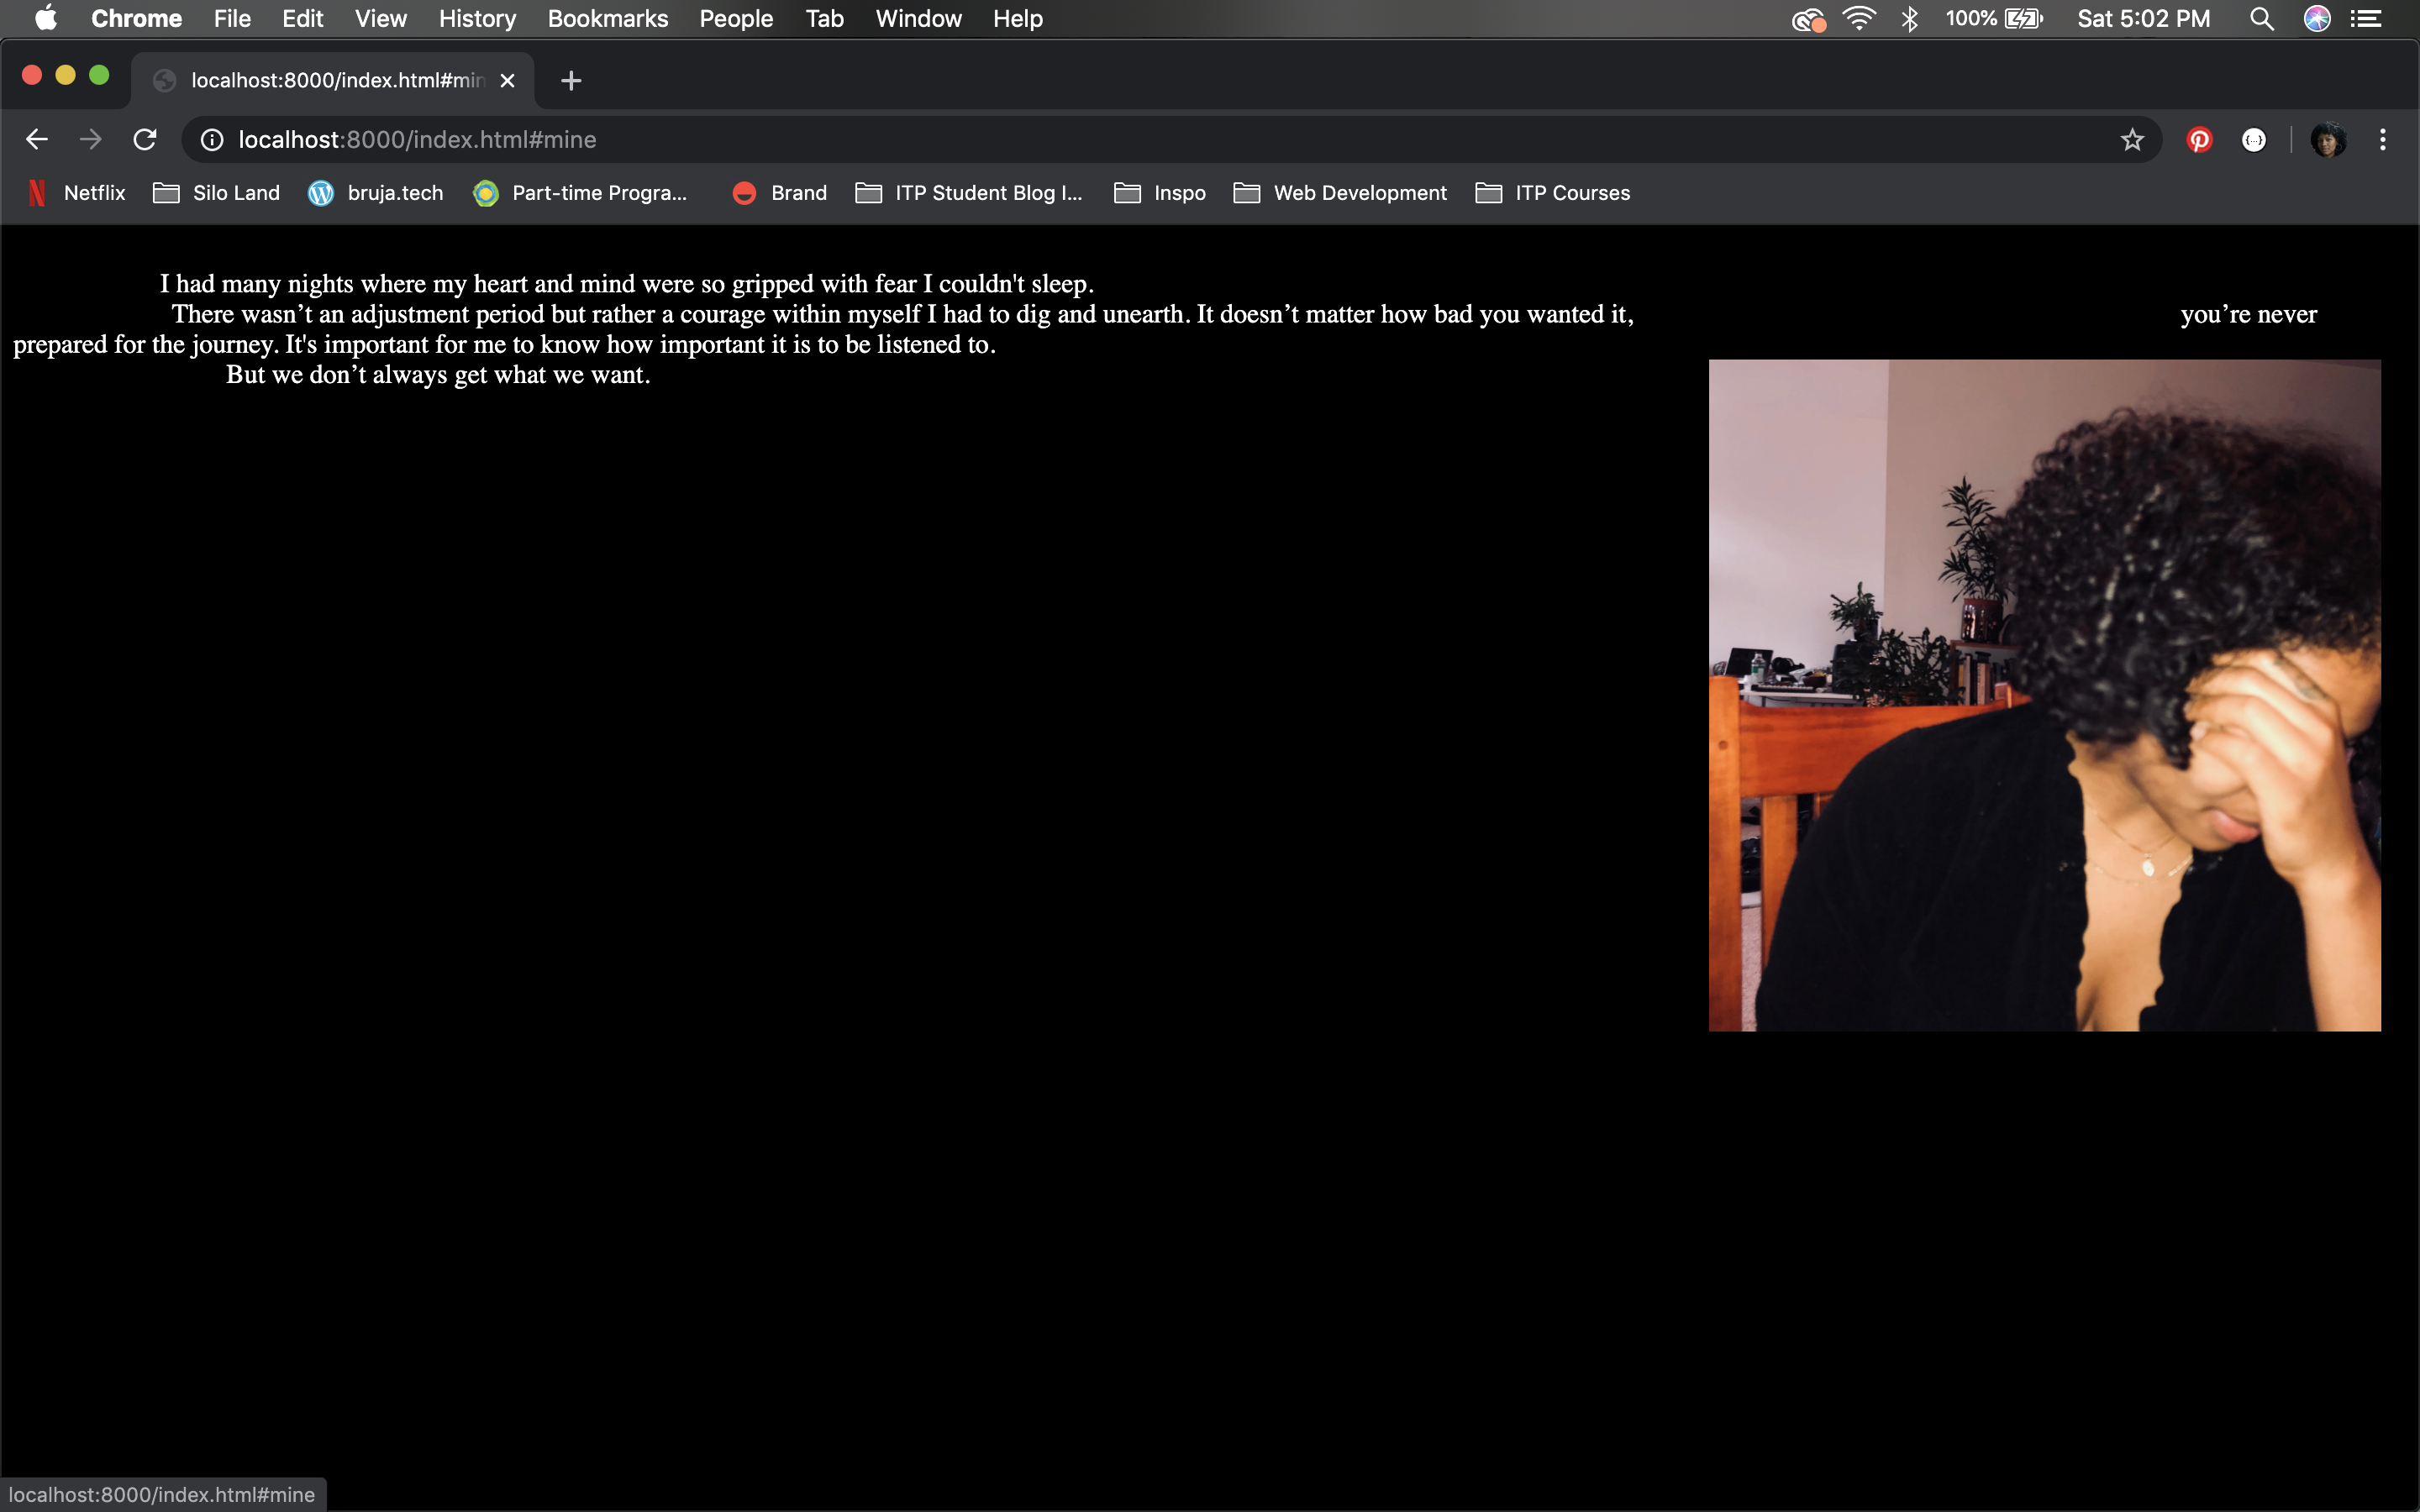 Chrome File Edit View History Bookmarks People Tab Window Help 100% Sat 5:02 PM
localhost:8000/index.html#min
localhost:8000/index.html#mine
Netflix Silo Land bruja.tech Part-time Progra... Brand ITP Student Blog I... Inspo Web Development ITP Courses
I had many nights where my heart and mind were so gripped with fear I couldn't sleep.
There wasn’t an adjustment period but rather a courage within myself I had to dig and unearth. It doesn’t matter how bad you wanted it, you’re never
prepared for the journey. It's important for me to know how important it is to be listened to.
But we don’t always get what we want.
localhost:8000/index.html#mine